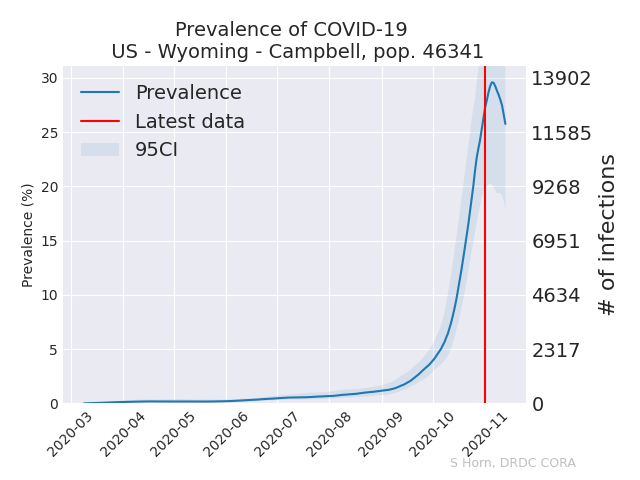 Prevalence of COVID-19
US - Wyoming - Campbell, pop. 46341
Prevalence
Latest data
95CI
Prevalence (%)
30
25
20
15
10
5
0
13902
11585
9268
6951
4634
2317
0
# of infections
2020-03
2020-04
2020-05
2020-06
2020-07
2020-08
2020-09
2020-10
2020-11
S Horn, DRDC CORA